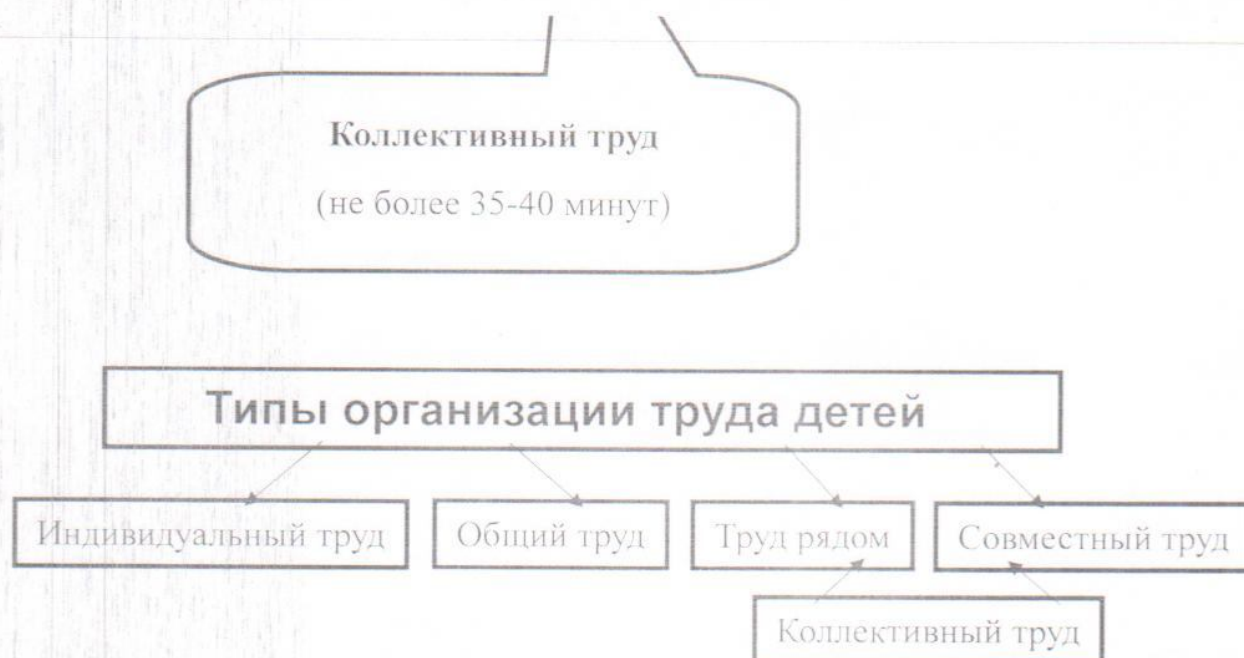 Коллективный труд
(не более 35-40 минут)
Типы организации труда детей
Индивидуальный труд
Общий труд
Труд рядом
Совместный труд
Коллективный труд